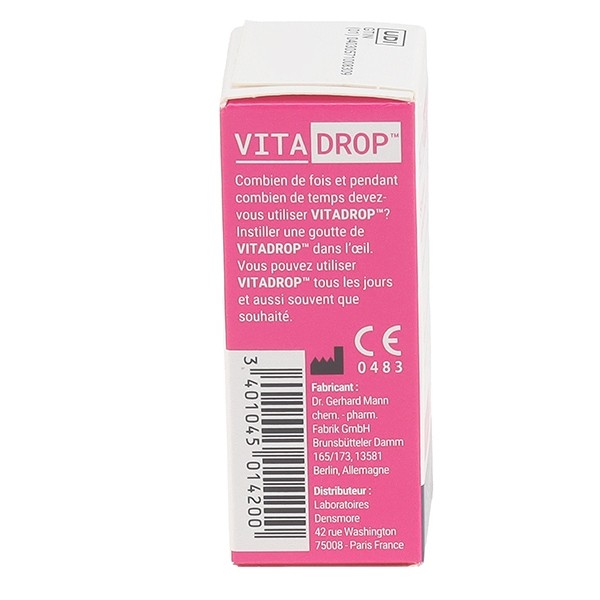 UDI
GTIN
VITADROP™
Combien de fois et pendant
combien de temps devez-
vous utiliser VITADROP™?
Instiller une goutte de
VITADROP™ dans l'œil.
Vous pouvez utiliser
VITADROP™ tous les jours
et aussi souvent que
souhaité.
CE
0483
Fabricant :
Dr. Gerhard Mann
chem. - pharm.
Fabrik GmbH
Brunsbütteler Damm
165/173, 13581
Berlin, Allemagne
Distributeur :
Laboratoires
Densmore
42 rue Washington
75008 - Paris France
3 401045 014200